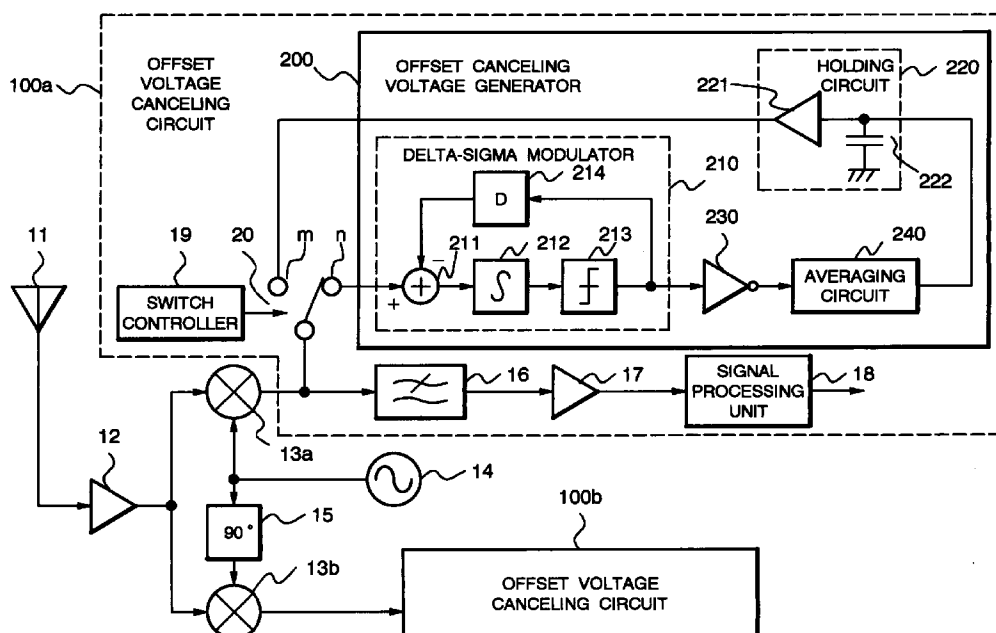 100a
OFFSET
VOLTAGE
CANCELING
CIRCUIT
200
OFFSET CANCELING
VOLTAGE GENERATOR
221
HOLDING
CIRCUIT
220
222
DELTA-SIGMA MODULATOR
214
210
D
11
19
20
m
n
−
211
212
213
230
240
+
+
∫
SWITCH
CONTROLLER
AVERAGING
CIRCUIT
16
17
SIGNAL
PROCESSING
UNIT
18
12
13a
14
100b
90°
15
13b
OFFSET VOLTAGE
CANCELING CIRCUIT